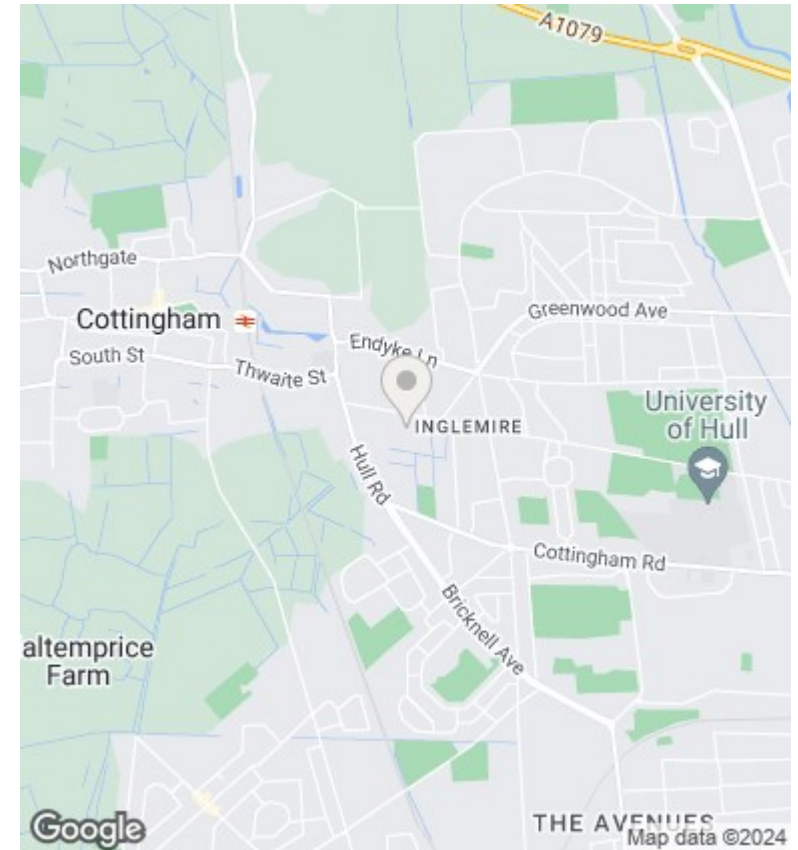 A1079
Northgate
Cottingham
Greenwood Ave
South St
Endyke Ln
Thwaite St
University
of Hull
INGLEMIRE
Hull Rd
Cottingham Rd
altemprice
Farm
Bricknell Ave
THE AVENUES
Google
Map data ©2024